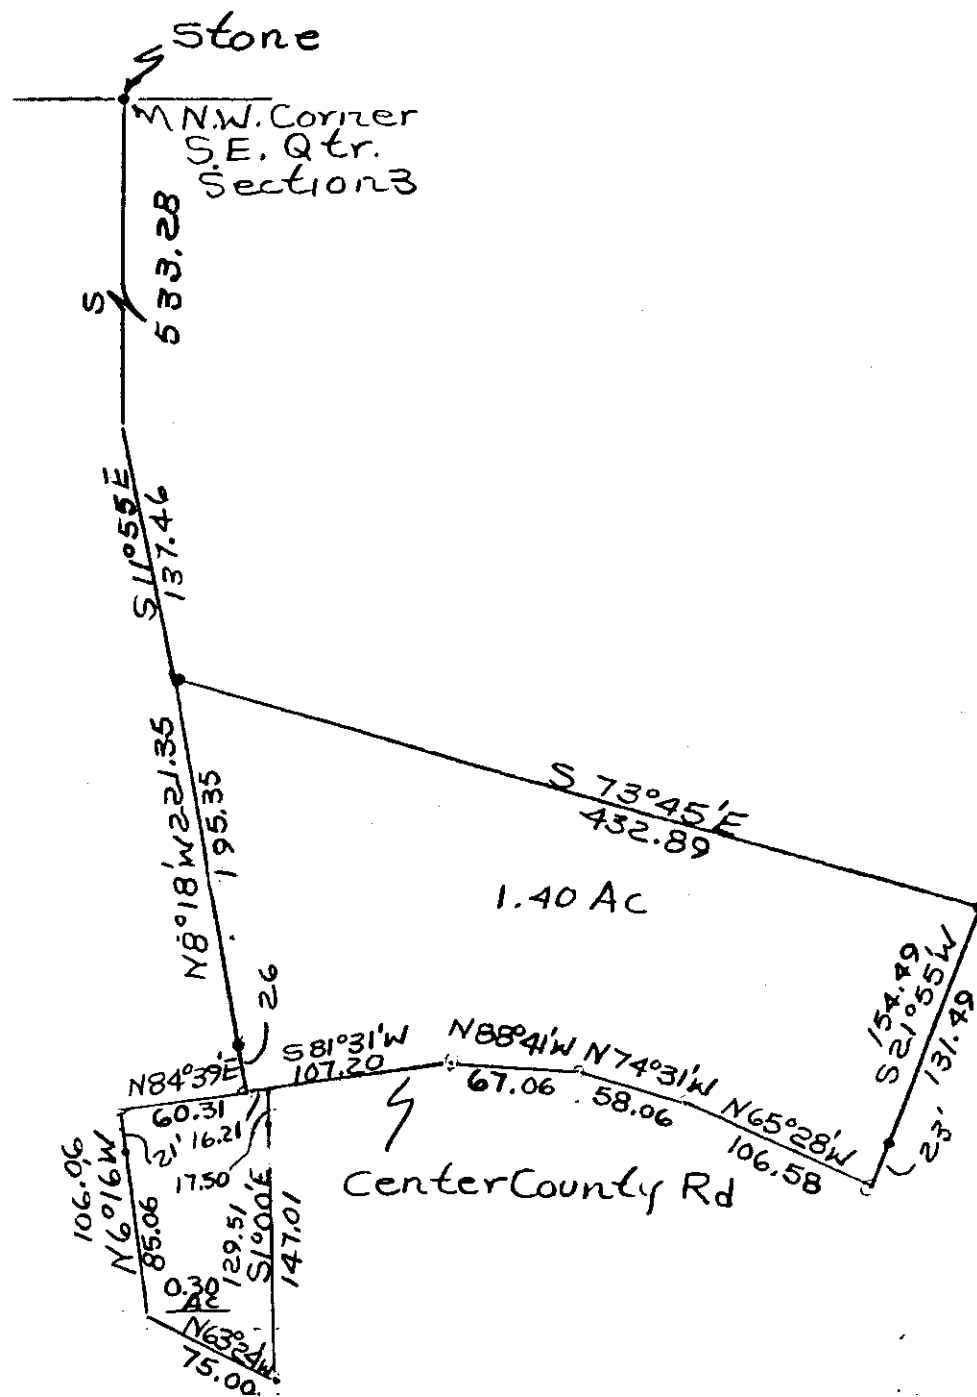 Stone
N.W. Corner
S.E. Qtr.
Section 3
S
533.28
S 11°55'E
137.46
N8°18'W 221.35
195.35
S 73°45'E
432.89
1.40 Ac
154.49
S 21°55'W
131.49
23'
26
N84°39'E
60.31
S 81°31'W
107.20
N88°41'W
67.06
N74°31'W
58.06
N65°28'W
106.58
16.21
17.50
21'
Center County Rd
106.06
N6°16'W
85.06
129.51
S1°00'E
147.01
0.30
Ac
N63°24'W
75.00